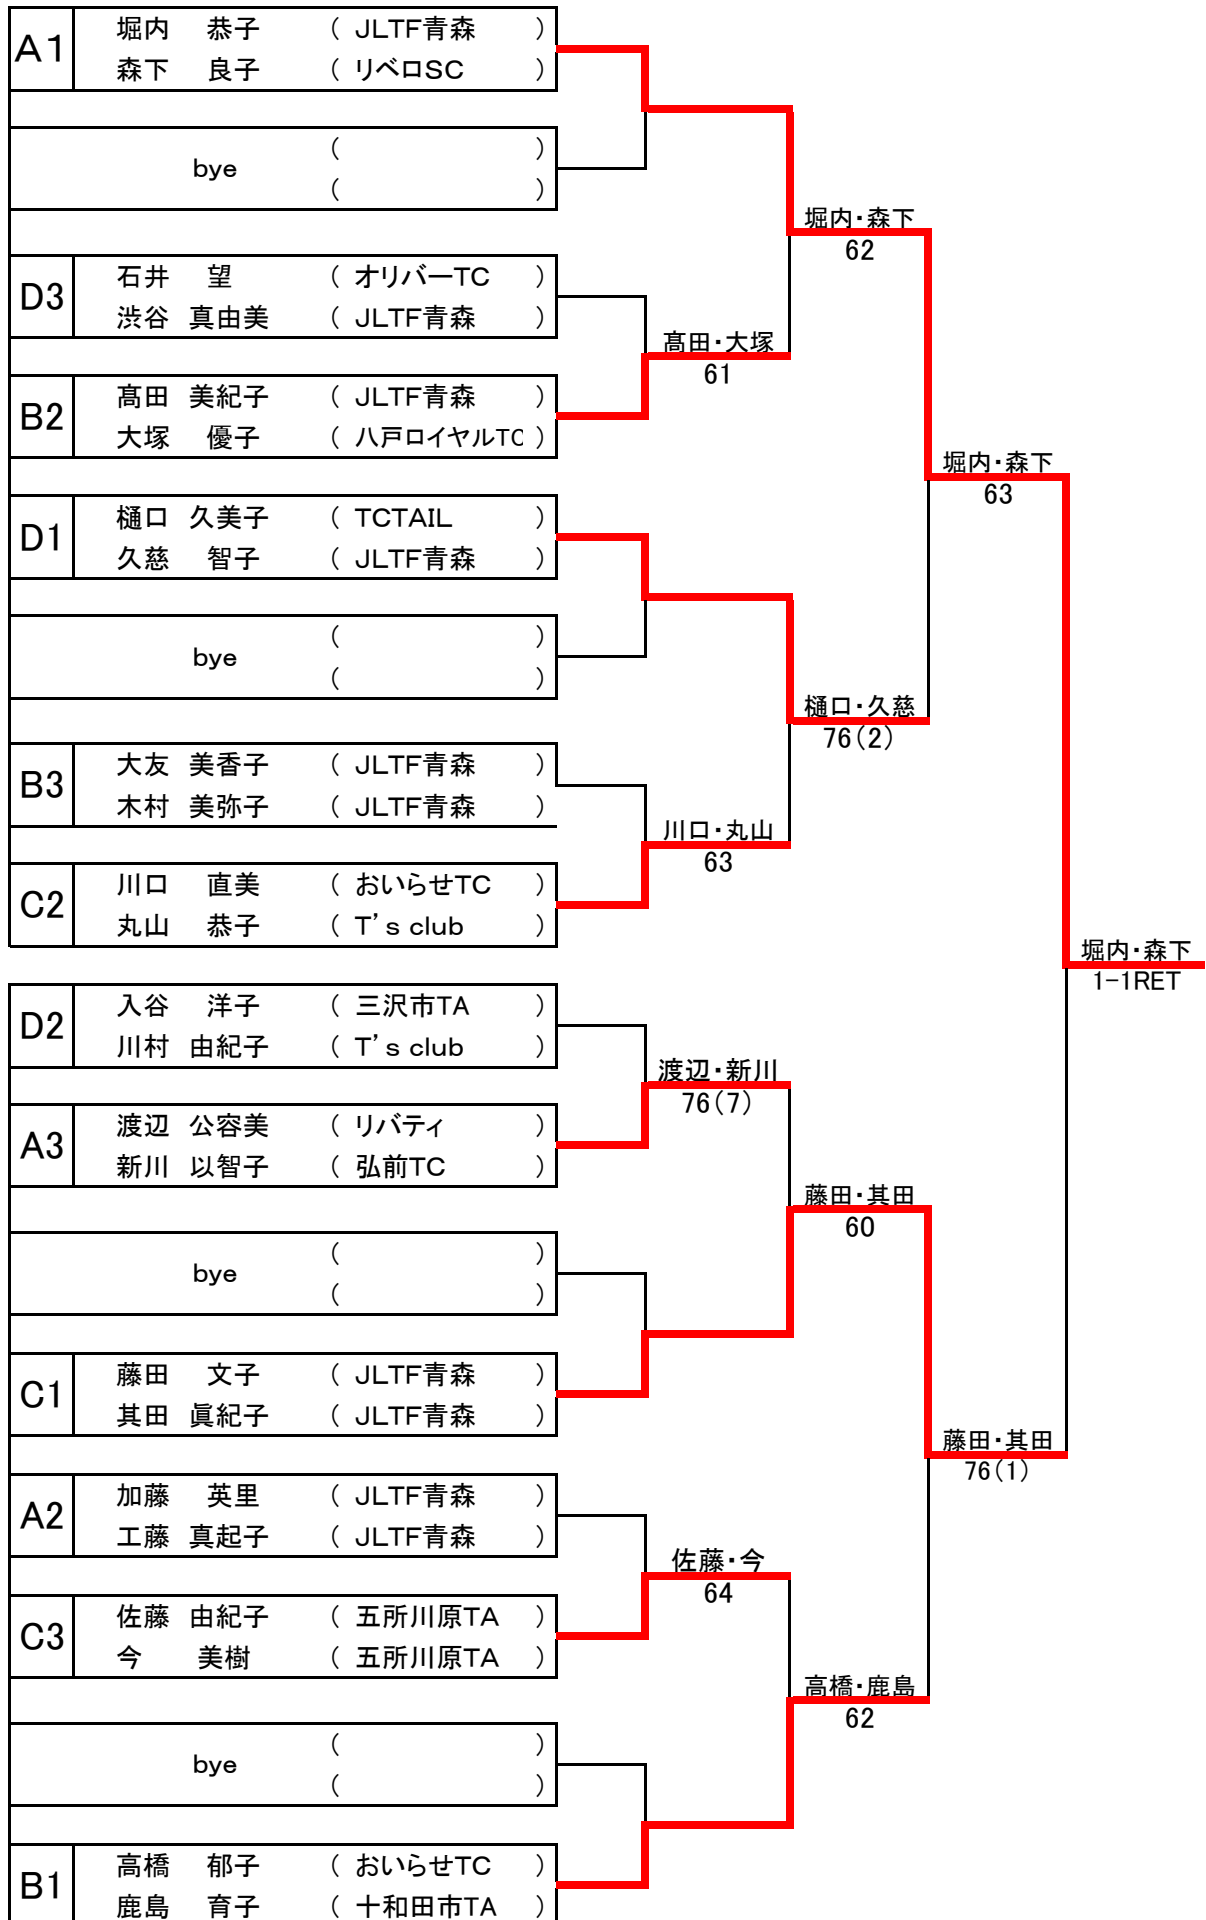 A1
堀内 恭子 ( JLTF青森 )
森下 良子 ( リベロSC )
bye ( )
( )
堀内・森下
62
D3
石井 望 ( オリバーTC )
渋谷 真由美 ( JLTF青森 )
髙田・大塚
61
B2
髙田 美紀子 ( JLTF青森 )
大塚 優子 ( 八戸ロイヤルTC )
堀内・森下
63
D1
樋口 久美子 ( TCTAIL )
久慈 智子 ( JLTF青森 )
bye ( )
( )
樋口・久慈
76(2)
B3
大友 美香子 ( JLTF青森 )
木村 美弥子 ( JLTF青森 )
川口・丸山
63
C2
川口 直美 ( おいらせTC )
丸山 恭子 ( T's club )
堀内・森下
1-1RET
D2
入谷 洋子 ( 三沢市TA )
川村 由紀子 ( T's club )
渡辺・新川
76(7)
A3
渡辺 公容美 ( リバティ )
新川 以智子 ( 弘前TC )
藤田・其田
60
bye ( )
( )
C1
藤田 文子 ( JLTF青森 )
其田 眞紀子 ( JLTF青森 )
藤田・其田
76(1)
A2
加藤 英里 ( JLTF青森 )
工藤 真起子 ( JLTF青森 )
佐藤・今
64
C3
佐藤 由紀子 ( 五所川原TA )
今 美樹 ( 五所川原TA )
高橋・鹿島
62
bye ( )
( )
B1
高橋 郁子 ( おいらせTC )
鹿島 育子 ( 十和田市TA )